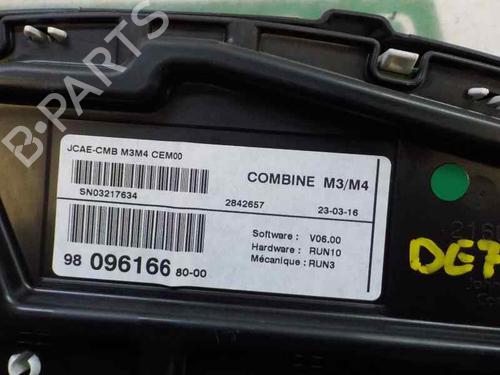 B-PARTS
JCAE-CMB M3M4 CEM00
COMBINE M3/M4
SN03217634
2842657
23-03-16
Software : V06.00
Hardware : RUN10
Mécanique : RUN3
98 096166 80-00